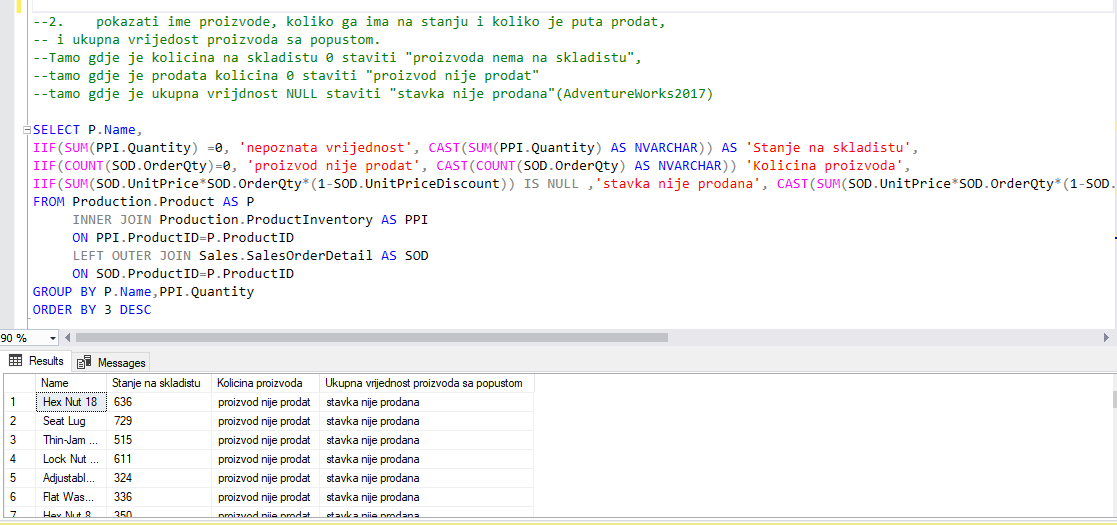 --2. pokazati ime proizvode, koliko ga ima na stanju i koliko je puta prodat,
-- i ukupna vrijedost proizvoda sa popustom.
--Tamo gdje je kolicina na skladistu 0 staviti "proizvoda nema na skladistu",
--tamo gdje je prodata kolicina 0 staviti "proizvod nije prodat"
--tamo gdje je ukupna vrijdnost NULL staviti "stavka nije prodana"(AdventureWorks2017)
SELECT P.Name,
IIF(SUM(PPI.Quantity) =0, 'nepoznata vrijednost', CAST(SUM(PPI.Quantity) AS NVARCHAR)) AS 'Stanje na skladistu',
IIF(COUNT(SOD.OrderQty)=0, 'proizvod nije prodat', CAST(COUNT(SOD.OrderQty) AS NVARCHAR)) 'Kolicina proizvoda',
IIF(SUM(SOD.UnitPrice*SOD.OrderQty*(1-SOD.UnitPriceDiscount)) IS NULL ,'stavka nije prodana', CAST(SUM(SOD.UnitPrice*SOD.OrderQty*(1-SOD.
FROM Production.Product AS P
INNER JOIN Production.ProductInventory AS PPI
ON PPI.ProductID=P.ProductID
LEFT OUTER JOIN Sales.SalesOrderDetail AS SOD
ON SOD.ProductID=P.ProductID
GROUP BY P.Name,PPI.Quantity
ORDER BY 3 DESC
90 %
Results Messages
Name Stanje na skladistu Kolicina proizvoda Ukupna vrijednost proizvoda sa popustom
1 Hex Nut 18 636 proizvod nije prodat stavka nije prodana
2 Seat Lug 729 proizvod nije prodat stavka nije prodana
3 Thin-Jam ... 515 proizvod nije prodat stavka nije prodana
4 Lock Nut ... 611 proizvod nije prodat stavka nije prodana
5 Adjustabl... 324 proizvod nije prodat stavka nije prodana
6 Flat Was... 336 proizvod nije prodat stavka nije prodana
7 Hex Nut 8 350 proizvod nije prodat stavka nije prodana